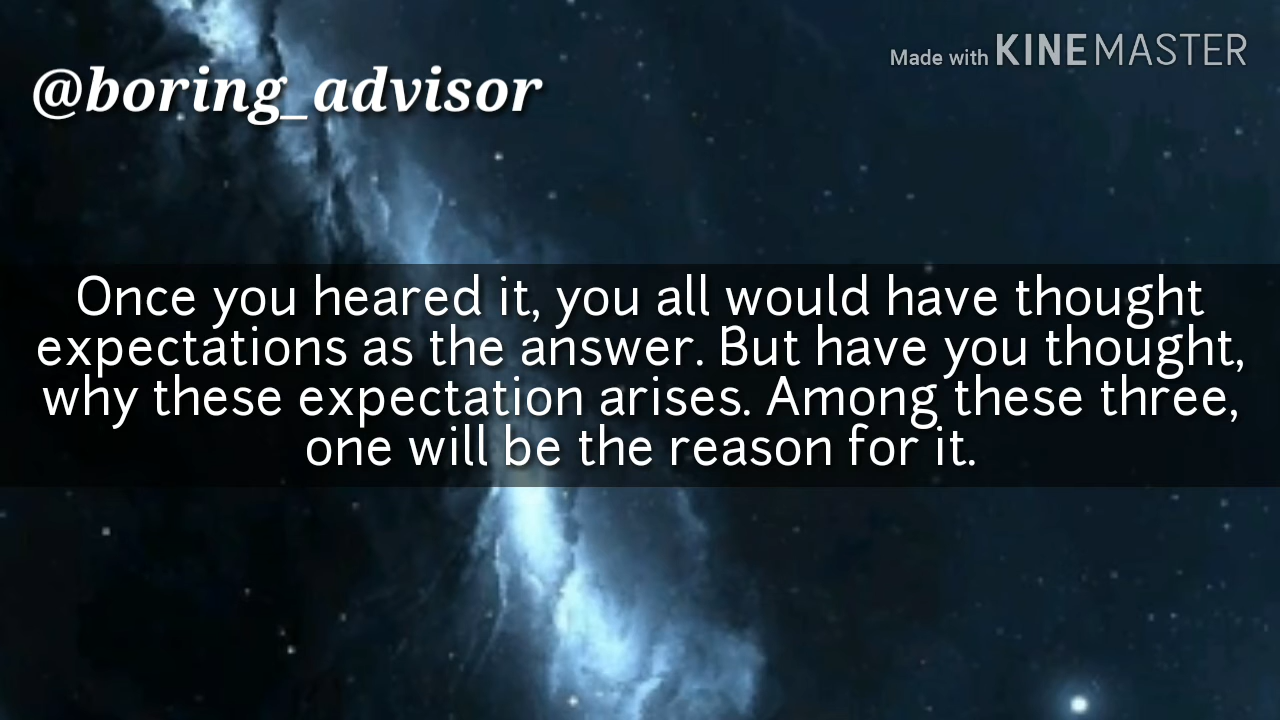 Made with KINEMASTER
@boring_advisor
Once you heared it, you all would have thought
expectations as the answer. But have you thought,
why these expectation arises. Among these three,
one will be the reason for it.